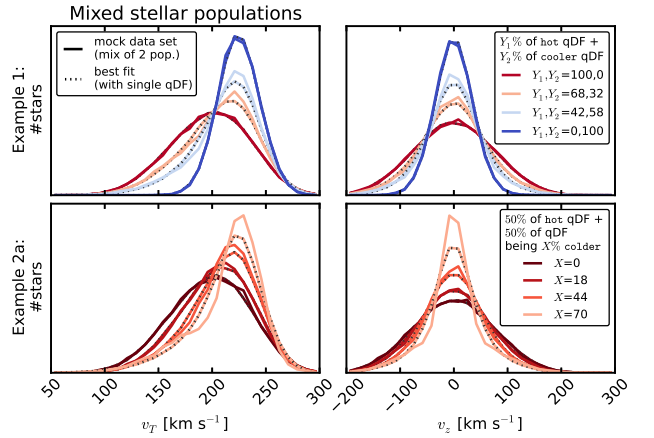 Mixed stellar populations
Example 1:
#stars
mock data set
(mix of 2 pop.)
best fit
(with single qDF)
Y₁% of hot qDF +
Y₂% of cooler qDF
Y₁,Y₂=100,0
Y₁,Y₂=68,32
Y₁,Y₂=42,58
Y₁,Y₂=0,100
Example 2a:
#stars
50% of hot qDF +
50% of qDF
being X% colder
X=0
X=18
X=44
X=70
50 100 150 200 250 300
−200 −100 0 100 200 300
v_T [km s⁻¹]
v_z [km s⁻¹]